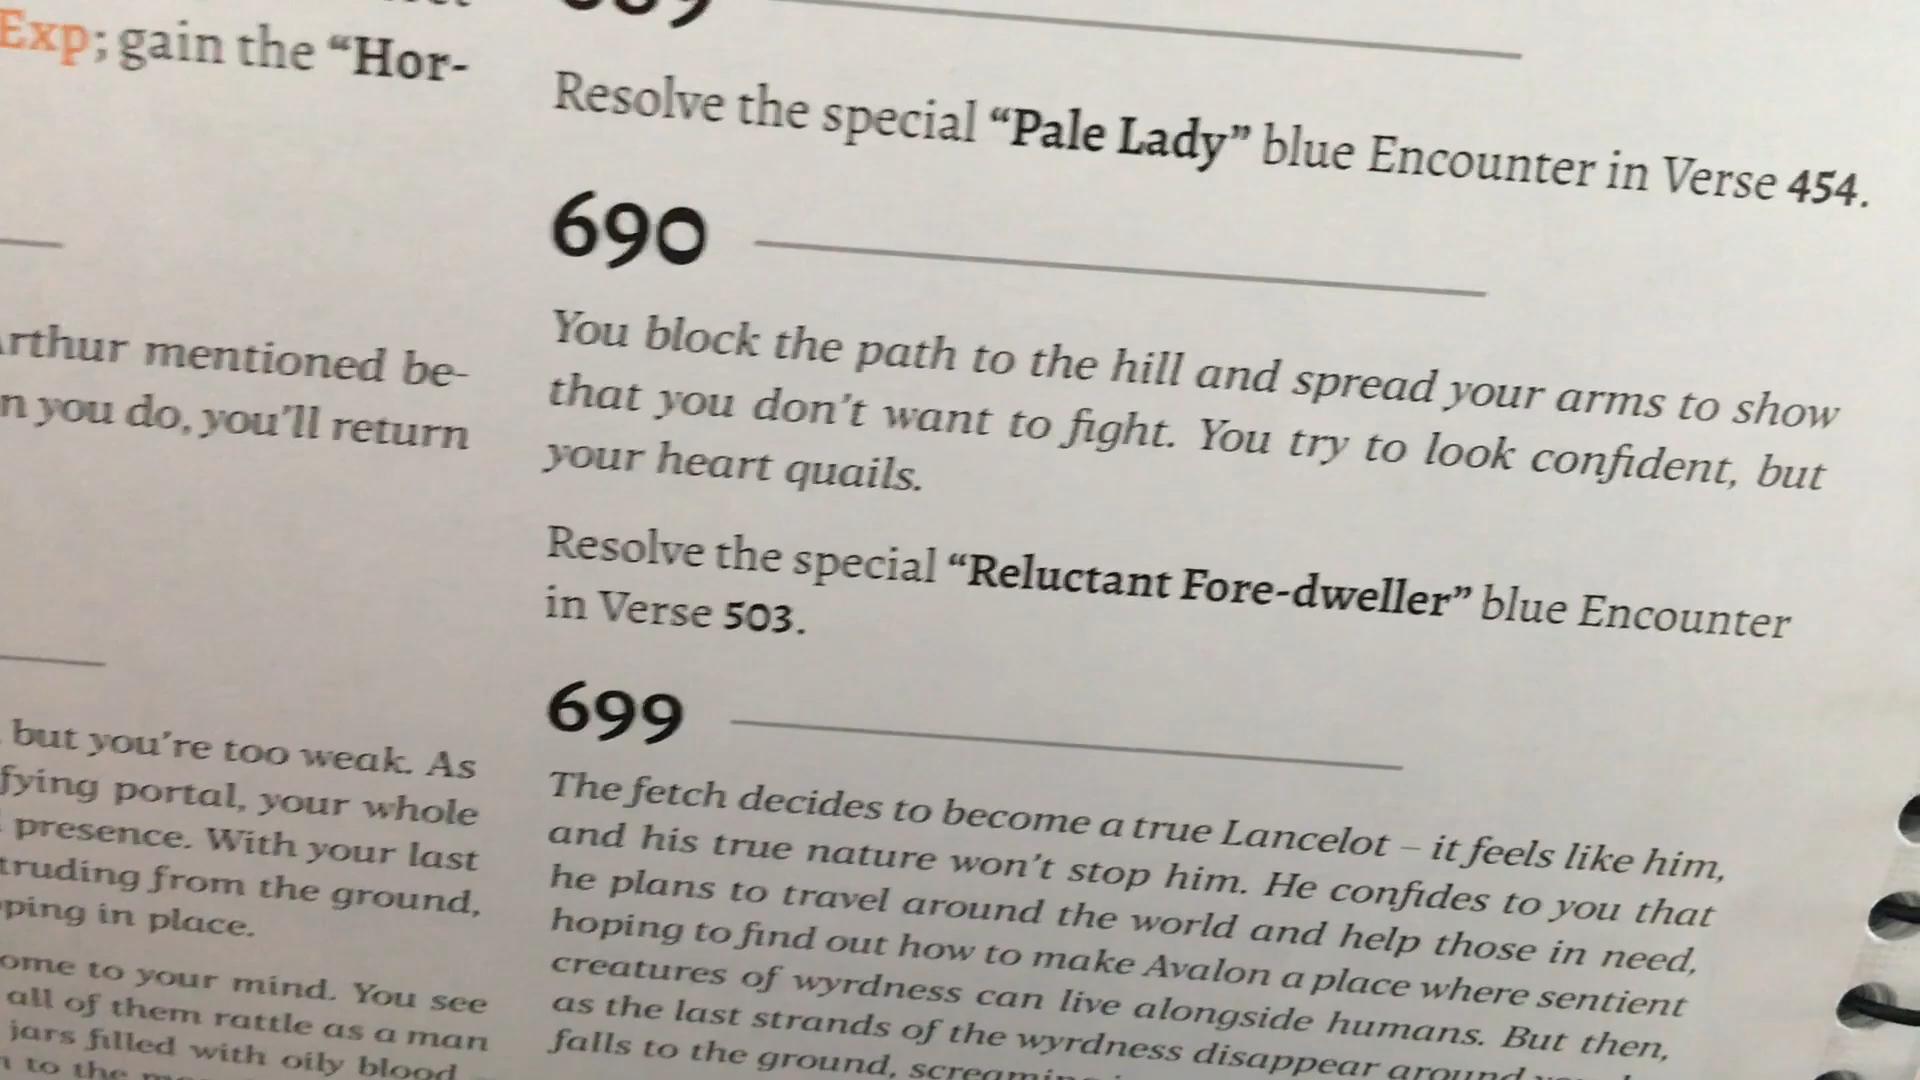 Exp; gain the “Hor-
mentioned be-
you do, you’ll return
but you’re too weak. As
portal, your whole
presence. With your last
from the ground,
in place.
to your mind. You see
all of them rattle as a man
jars filled with oily blood
to the
Resolve the special “Pale Lady” blue Encounter in Verse 454.
690
You block the path to the hill and spread your arms to show
that you don’t want to fight. You try to look confident, but
your heart quails.
Resolve the special “Reluctant Fore-dweller” blue Encounter
in Verse 503.
699
The fetch decides to become a true Lancelot – it feels like him,
and his true nature won’t stop him. He confides to you that
he plans to travel around the world and help those in need,
hoping to find out how to make Avalon a place where sentient
creatures of wyrdness can live alongside humans. But then,
as the last strands of the wyrdness disappear around
falls to the ground,